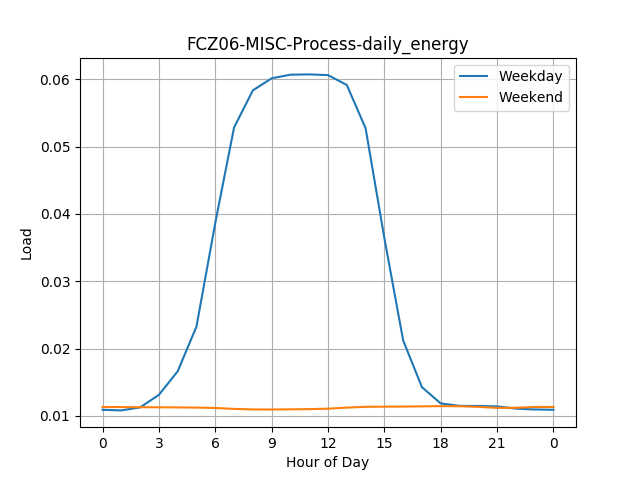 FCZ06-MISC-Process-daily_energy
Weekday
Weekend
0.06
0.05
0.04
0.03
0.02
0.01
Load
0 3 6 9 12 15 18 21 0
Hour of Day